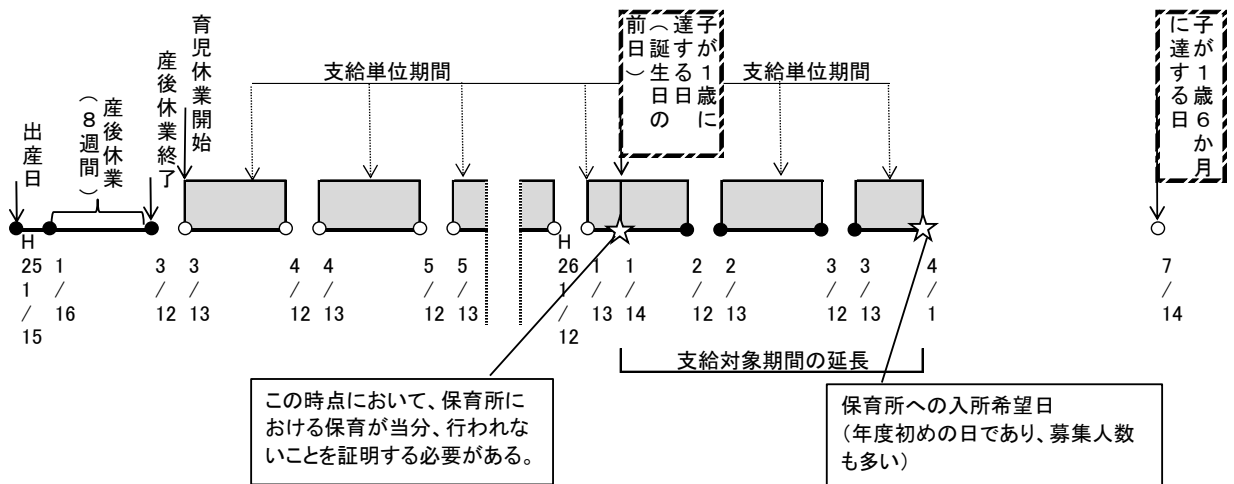 出産日
産後休業
（8週間）
産後休業終了
育児休業開始
支給単位期間
子が１歳に
達する日
（誕生日の
前日）
支給単位期間
子が１歳６か月
に達する日
H
25
1
/
15
1
/
16
3
/
12
3
/
13
4
/
12
4
/
13
5
/
12
5
/
13
H
26
1
/
12
1
/
13
1
/
14
2
/
12
2
/
13
3
/
12
3
/
13
4
/
1
7
/
14
支給対象期間の延長
この時点において、保育所に
おける保育が当分、行われな
いことを証明する必要がある。
保育所への入所希望日
（年度初めの日であり、募集人数
も多い）